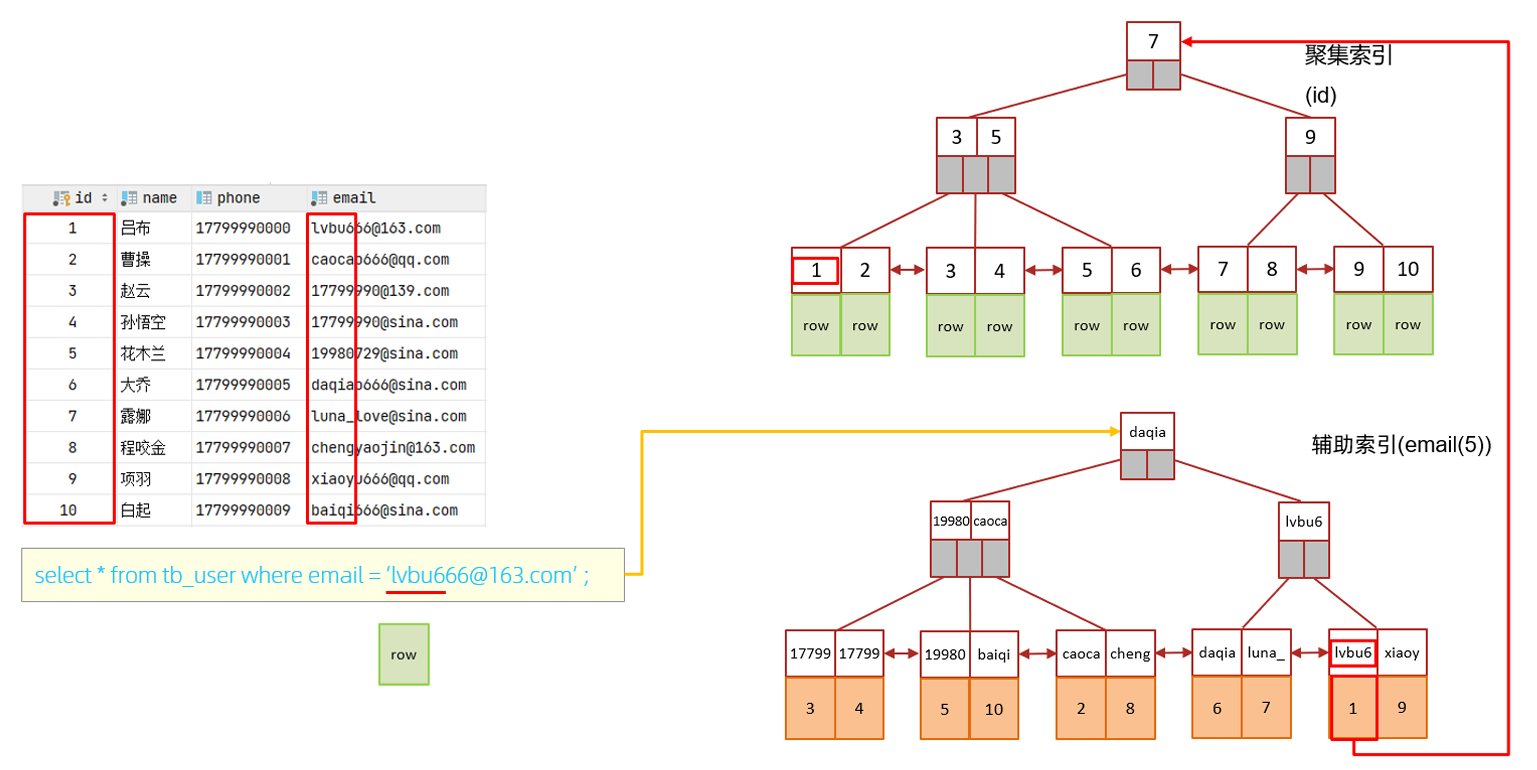 id name phone email
1 吕布 17799990000 lvbu666@163.com
2 曹操 17799990001 caocao666@qq.com
3 赵云 17799990002 17799990@139.com
4 孙悟空 17799990003 17799990@sina.com
5 花木兰 17799990004 19980729@sina.com
6 大乔 17799990005 daqiao666@sina.com
7 露娜 17799990006 luna_love@sina.com
8 程咬金 17799990007 chengyaojin@163.com
9 项羽 17799990008 xiaoyu666@qq.com
10 白起 17799990009 baiqi666@sina.com
select * from tb_user where email = ‘lvbu666@163.com’ ;
row
7
聚集索引
(id)
3 5
9
1 2 3 4 5 6 7 8 9 10
row row row row row row row row row row
daqia
辅助索引(email(5))
19980 caoca
lvbu6
17799 17799 19980 baiqi caoca cheng daqia luna_ lvbu6 xiaoy
3 4 5 10 2 8 6 7 1 9